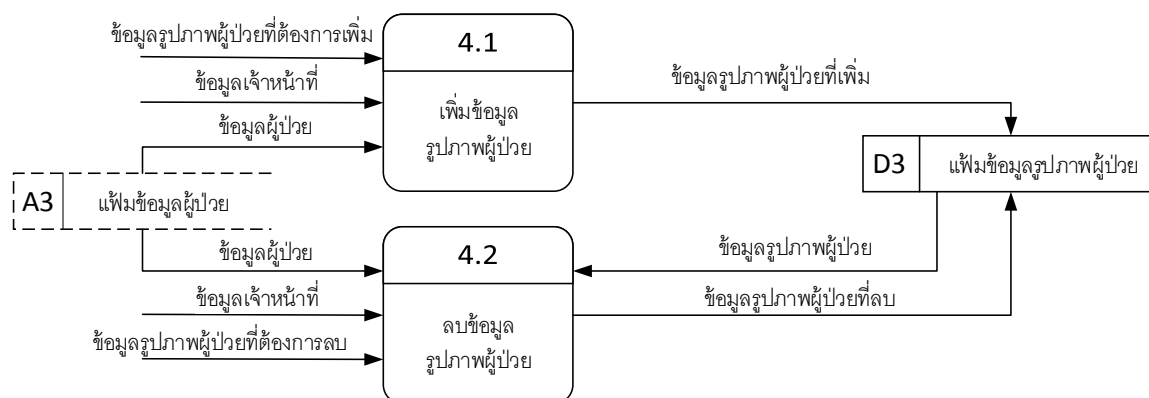 ข้อมูลรูปภาพผู้ป่วยที่ต้องการเพิ่ม
4.1
ข้อมูลรูปภาพผู้ป่วยที่เพิ่ม
ข้อมูลเจ้าหน้าที่
เพิ่มข้อมูล
รูปภาพผู้ป่วย
ข้อมูลผู้ป่วย
D3
แฟ้มข้อมูลรูปภาพผู้ป่วย
A3
แฟ้มข้อมูลผู้ป่วย
ข้อมูลผู้ป่วย
4.2
ข้อมูลรูปภาพผู้ป่วย
ข้อมูลเจ้าหน้าที่
ข้อมูลรูปภาพผู้ป่วยที่ลบ
ลบข้อมูล
รูปภาพผู้ป่วย
ข้อมูลรูปภาพผู้ป่วยที่ต้องการลบ